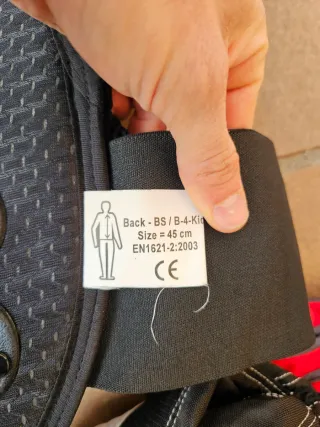 Back - BS / B-4-Kid
Size = 45 cm
EN1621-2:2003
CE